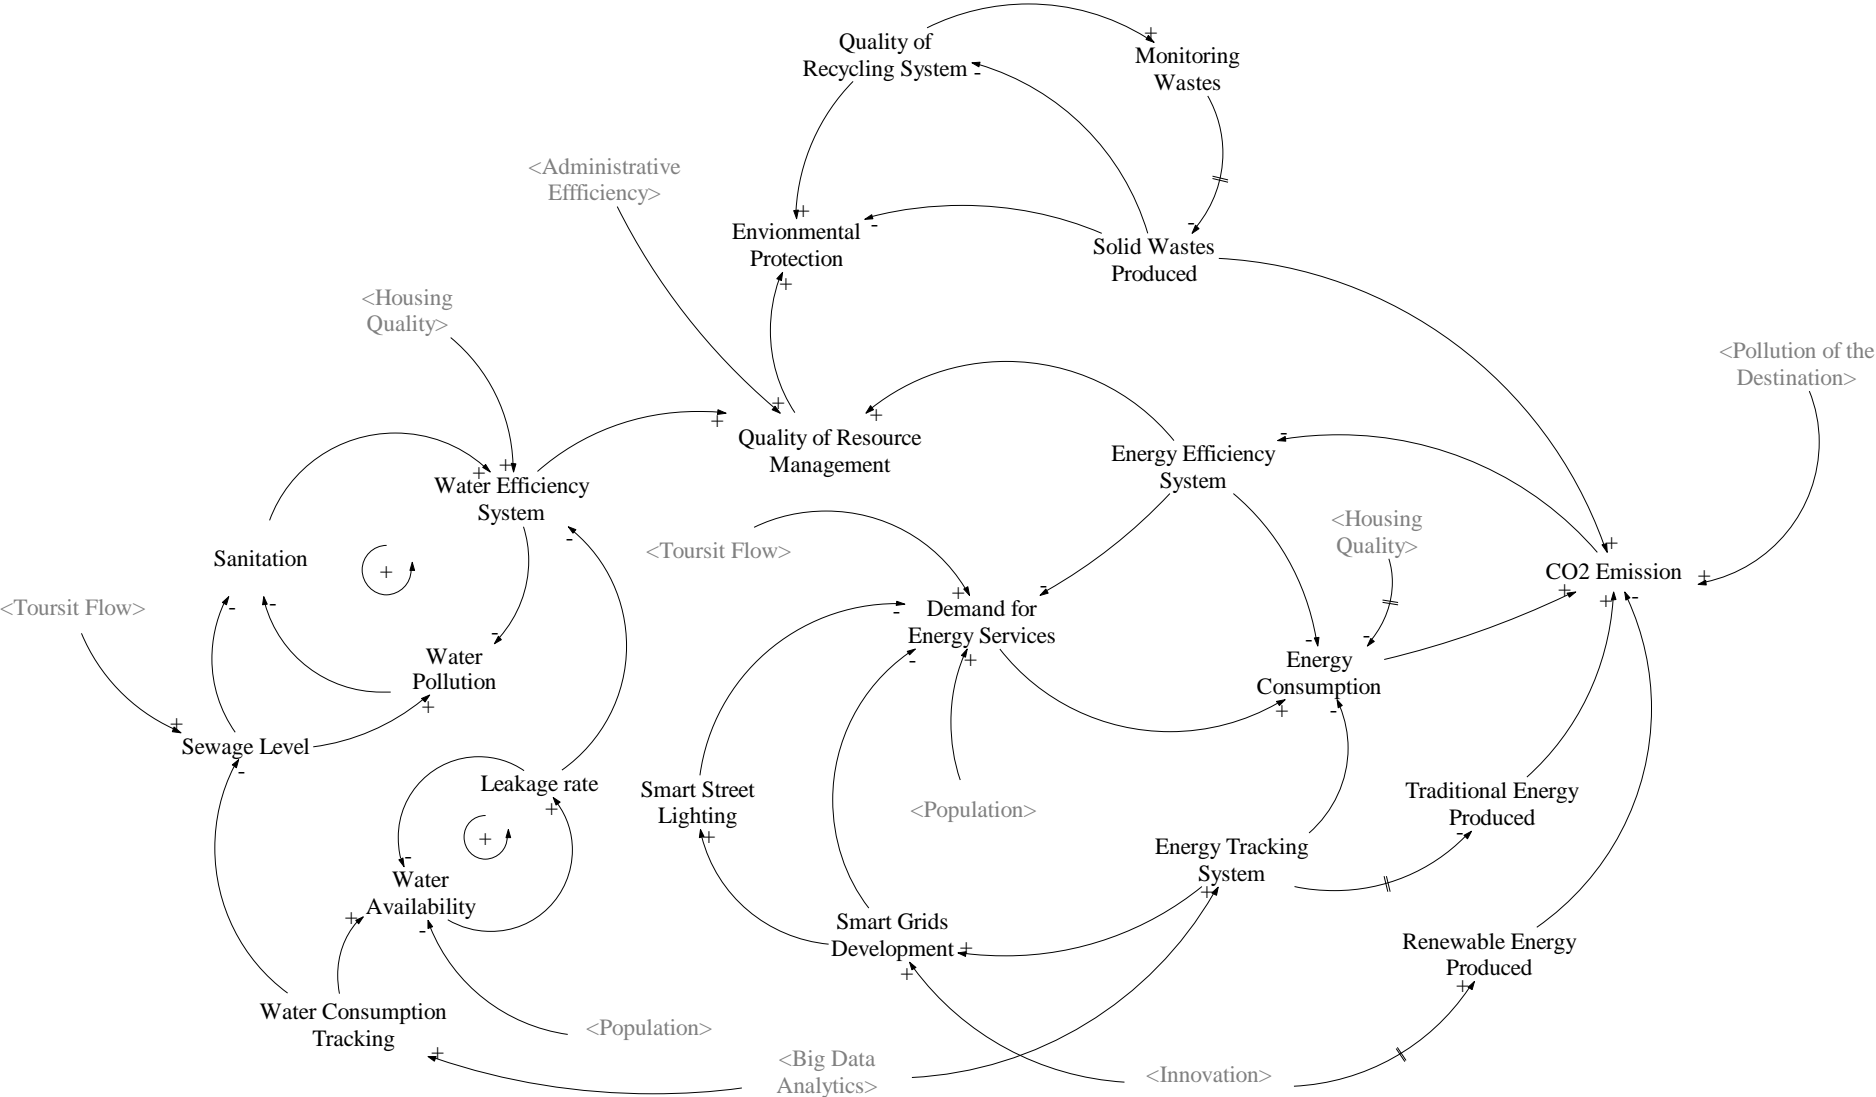 Quality of
Recycling System
Monitoring
Wastes
<Administrative
Effficiency>
Envionmental
Protection
Solid Wastes
Produced
<Housing
Quality>
<Pollution of the
Destination>
Quality of Resource
Management
Energy Efficiency
System
Water Efficiency
System
<Housing
Quality>
<Toursit Flow>
Sanitation
CO2 Emission
<Toursit Flow>
Demand for
Energy Services
Water
Pollution
Energy
Consumption
Sewage Level
Leakage rate
Smart Street
Lighting
<Population>
Traditional Energy
Produced
Energy Tracking
System
Water
Availability
Smart Grids
Development
Renewable Energy
Produced
Water Consumption
Tracking
<Population>
<Big Data
Analytics>
<Innovation>